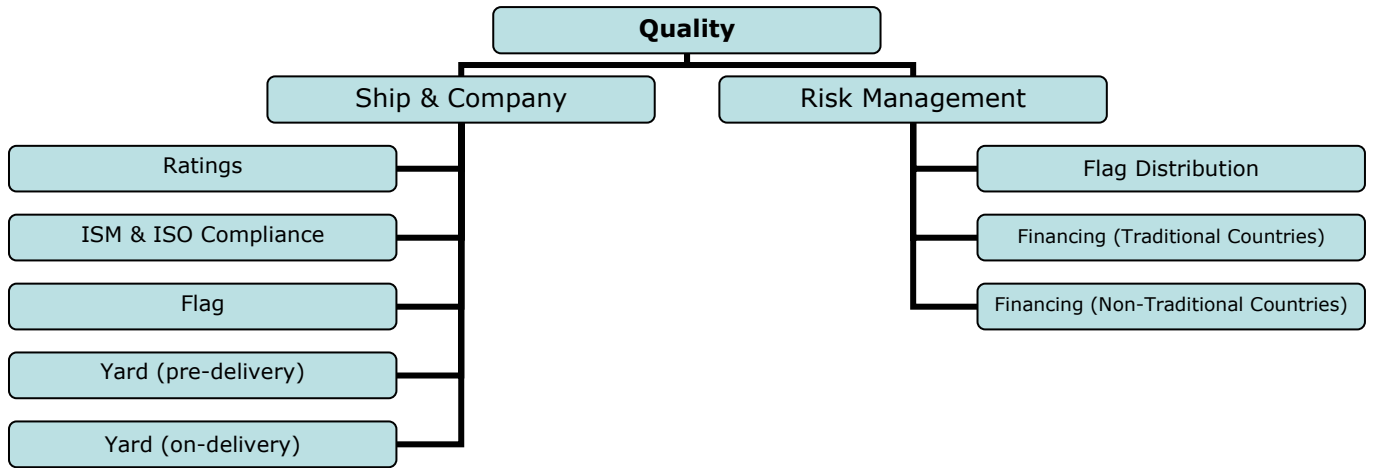 Quality
Ship & Company
Risk Management
Ratings
ISM & ISO Compliance
Flag
Yard (pre-delivery)
Yard (on-delivery)
Flag Distribution
Financing (Traditional Countries)
Financing (Non-Traditional Countries)